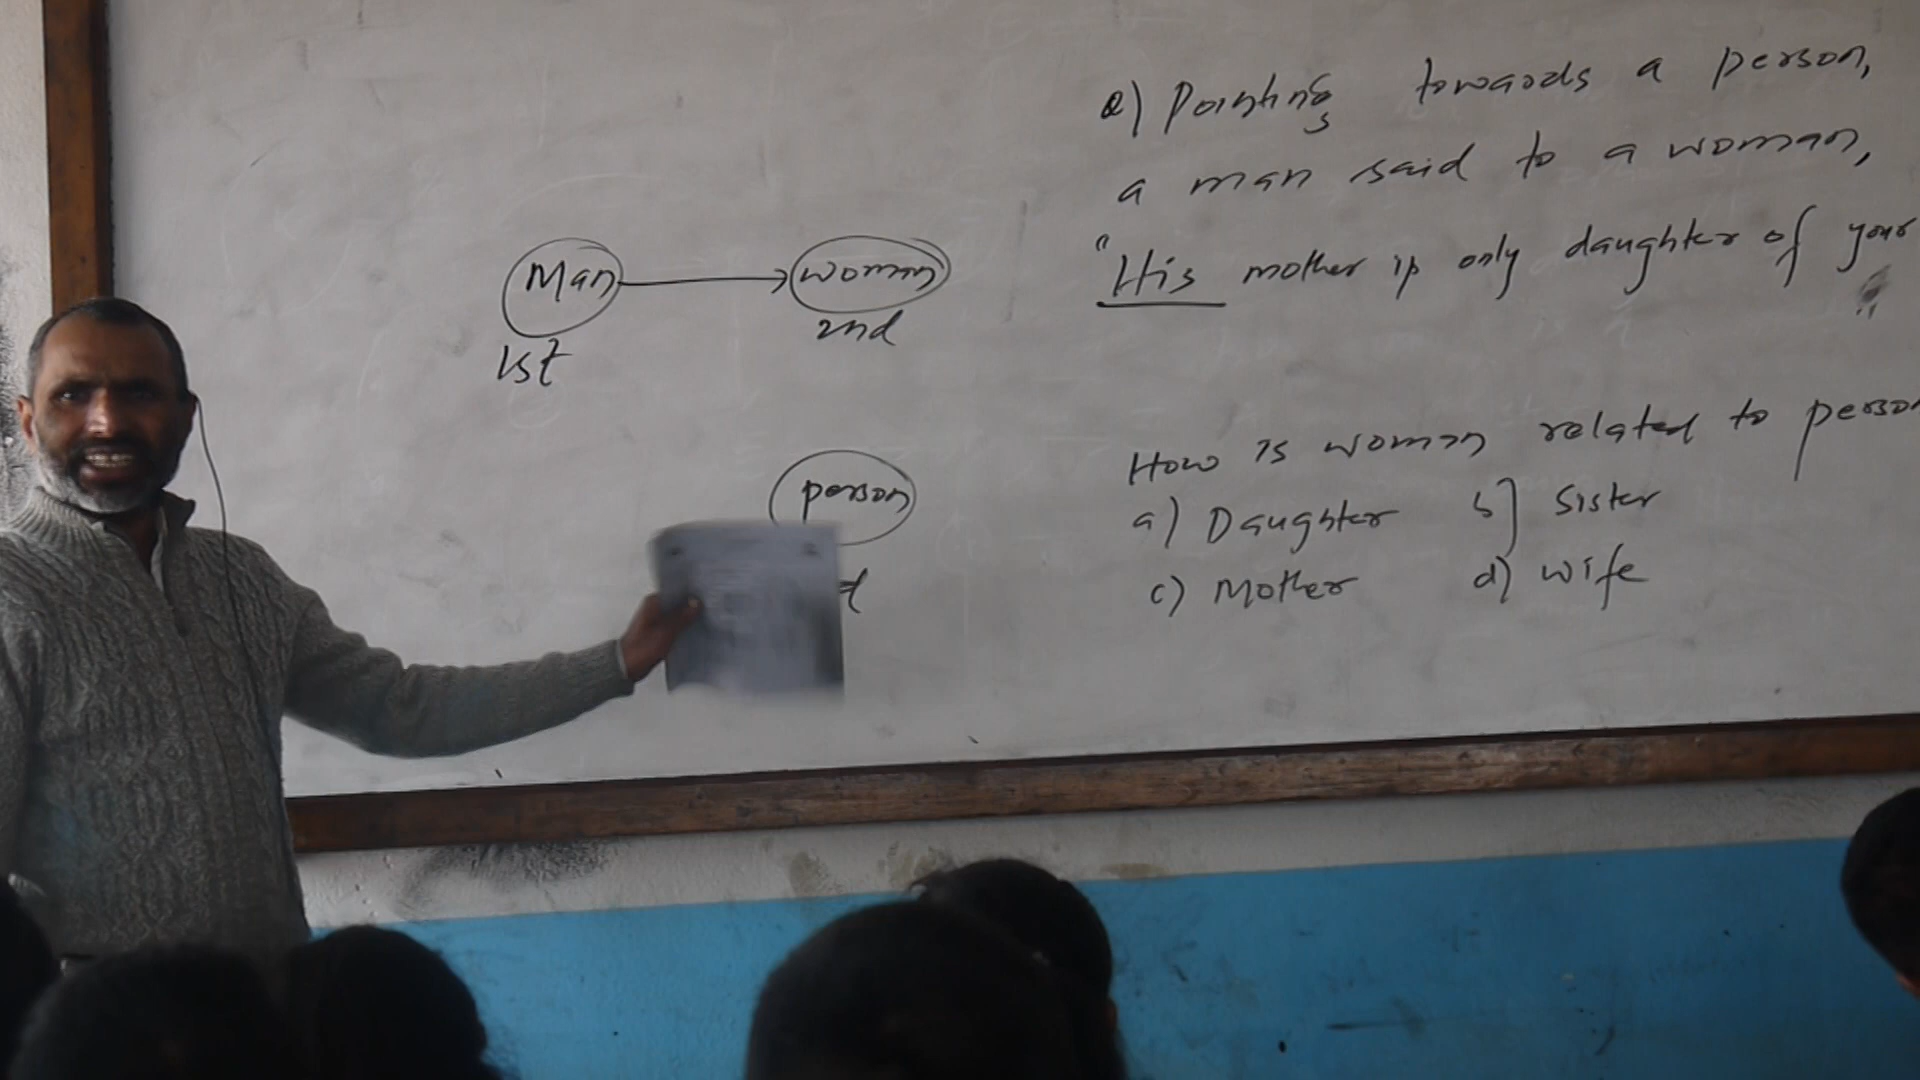 Q) Pointing towards a person,
a man said to a woman,
"His mother is only daughter of your
"
How is woman related to person
a) Daughter b) Sister
c) Mother d) wife
Man woman
1st 2nd
person
d